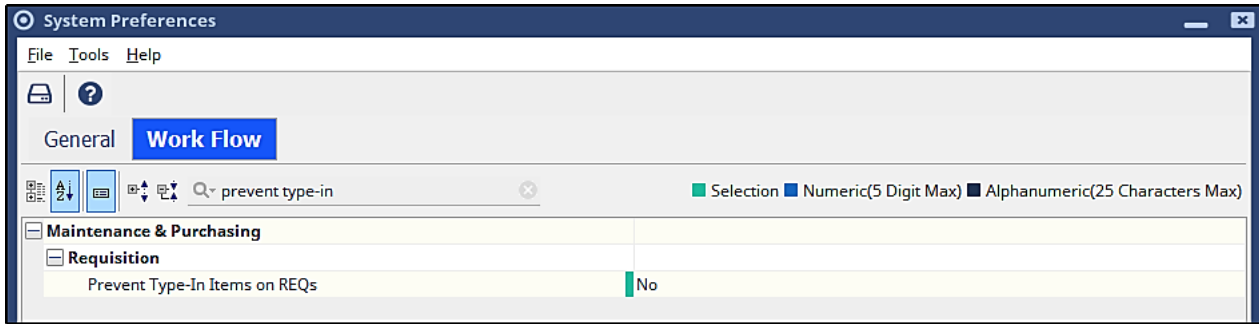 System Preferences
File Tools Help
General Work Flow
prevent type-in Selection Numeric(5 Digit Max) Alphanumeric(25 Characters Max)
Maintenance & Purchasing
Requisition
Prevent Type-In Items on REQs No